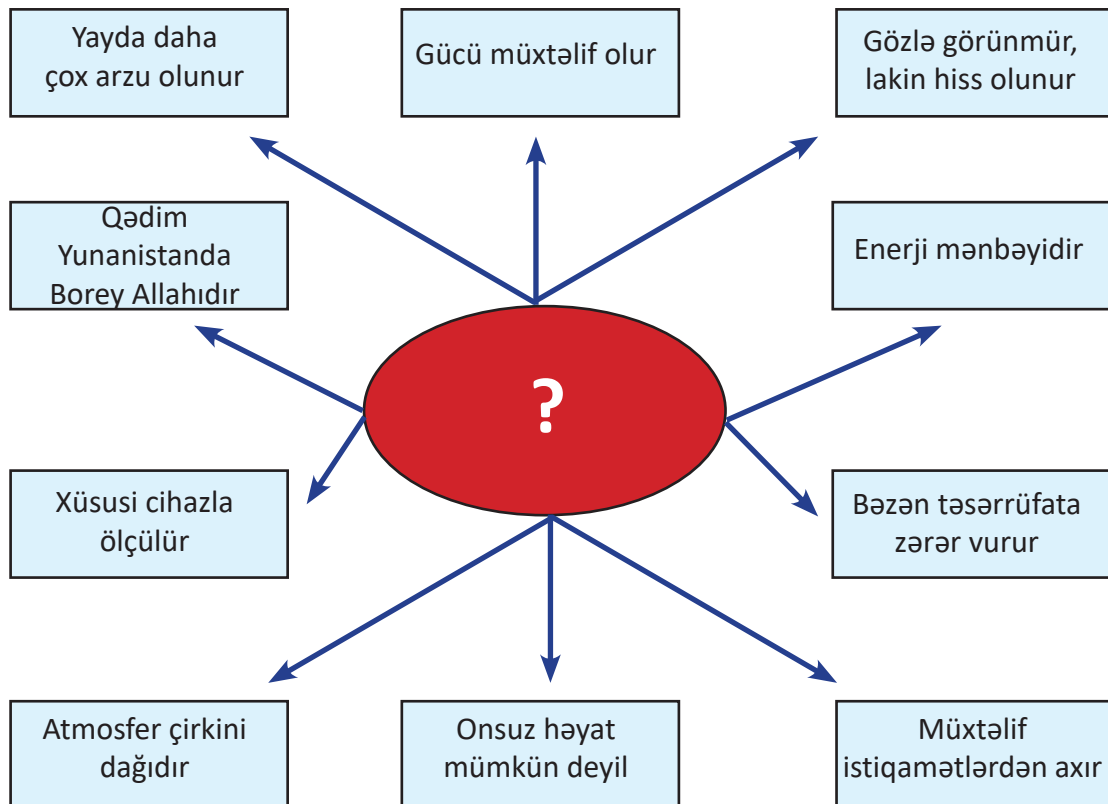 Yayda daha
çox arzu olunur
Gücü müxtəlif olur
Gözlə görünmür,
lakin hiss olunur
Qədim
Yunanistanda
Borey Allahıdır
Enerji mənbəyidir
?
Xüsusi cihazla
ölçülür
Bəzən təsərrüfata
zərər vurur
Atmosfer çirkini
dağıdır
Onsuz həyat
mümkün deyil
Müxtəlif
istiqamətlərdən axır